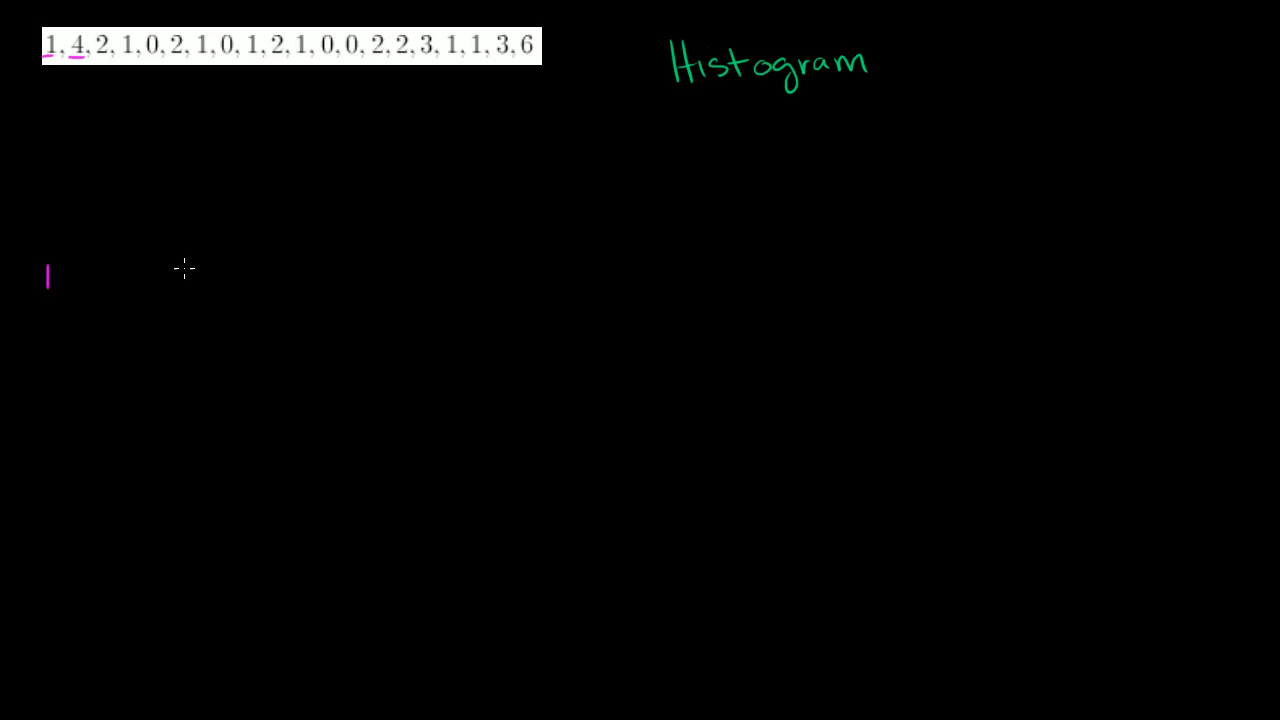 1, 4, 2, 1, 0, 2, 1, 0, 1, 2, 1, 0, 0, 2, 2, 3, 1, 1, 3, 6
Histogram
1